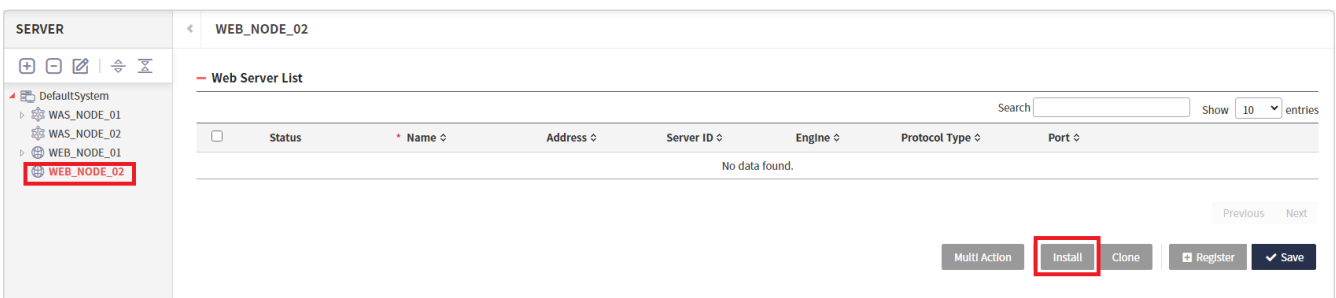 SERVER
WEB_NODE_02
DefaultSystem
WAS_NODE_01
WAS_NODE_02
WEB_NODE_01
WEB_NODE_02
Web Server List
Search Show 10 entries
Status * Name Address Server ID Engine Protocol Type Port
No data found.
Previous Next
Multi Action Install Clone Register Save